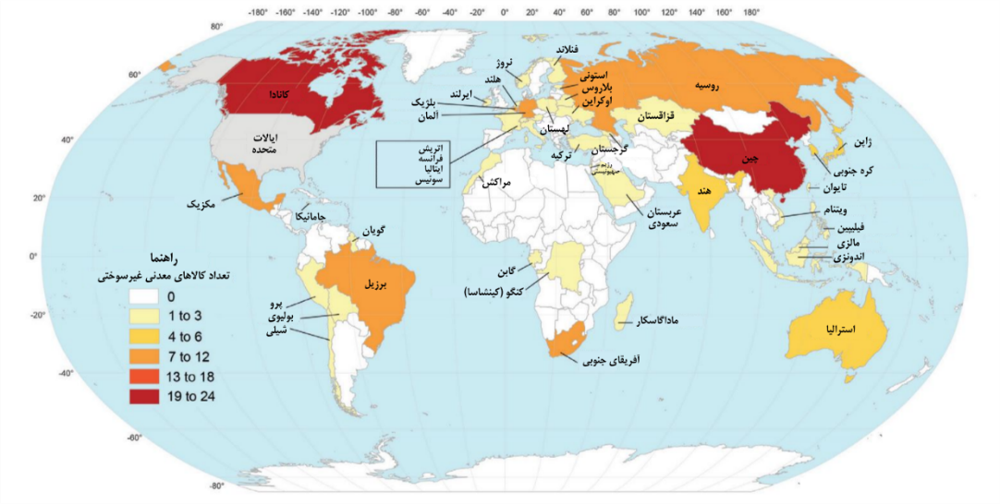 -180° -160° -140° -120° -100° -80° -60° -40° -20° 0° 20° 40° 60° 80° 100° 120° 140° 160° 180°
80°
60°
40°
20°
0°
-20°
-40°
-60°
-80°
کانادا
ایالات
متحده
مکزیک
جامائیکا
گویان
برزیل
پرو
بولیوی
شیلی
فنلاند
نروژ
هلند
ایرلند
بلژیک
آلمان
استونی
بلاروس
اوکراین
لهستان
اتریش
فرانسه
ایتالیا
سوئیس
ترکیه
گرجستان
رژیم
صهیونیستی
مراکش
عربستان
سعودی
گابن
کنگو (کینشاسا)
ماداگاسکار
آفریقای جنوبی
روسیه
قزاقستان
چین
هند
ژاپن
کره جنوبی
تایوان
ویتنام
فیلیپین
مالزی
اندونزی
استرالیا
راهنما
تعداد کالاهای معدنی غیرسوختی
0
1 to 3
4 to 6
7 to 12
13 to 18
19 to 24